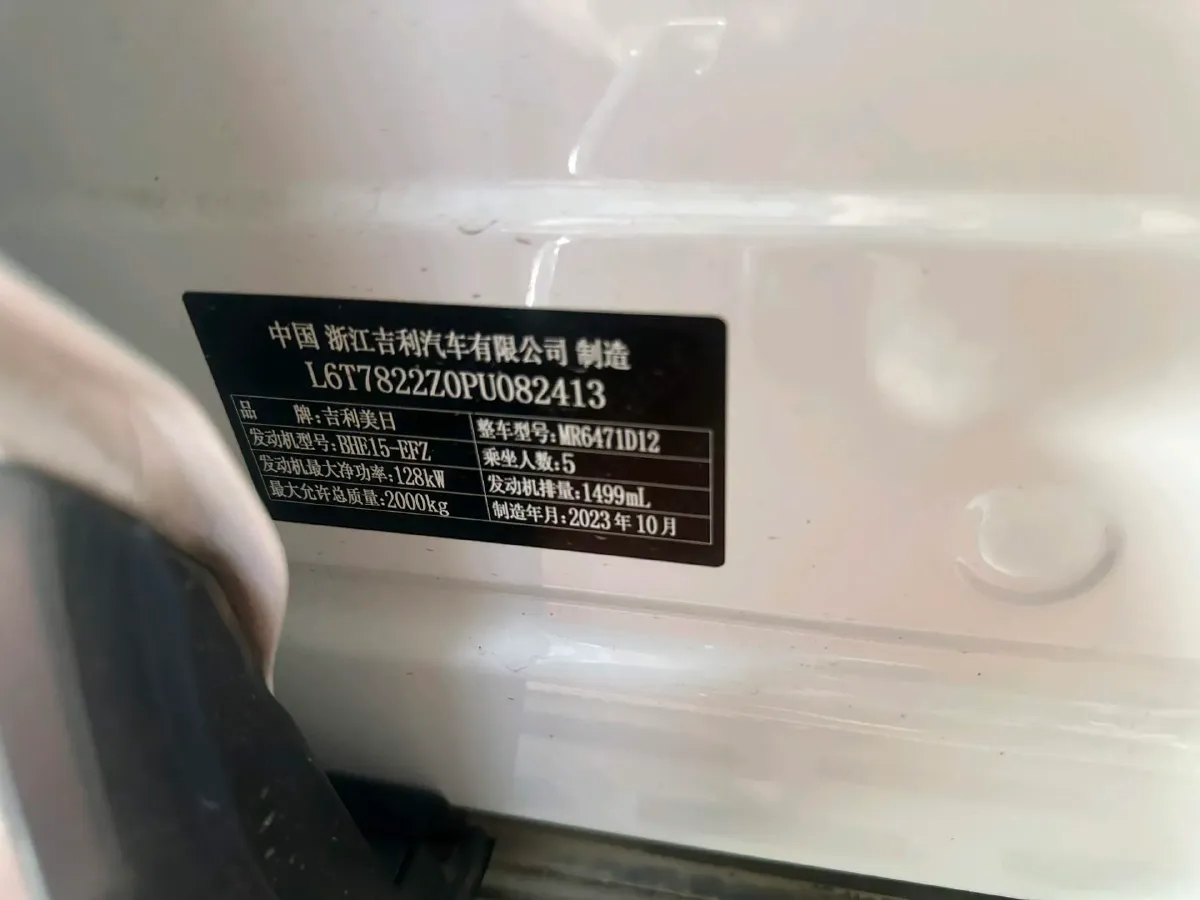 中国 浙江吉利汽车有限公司 制造
L6T7822Z0PU082413
品 牌:吉利美日 整车型号:MR6471D12
发动机型号:BHE15-EFZ 乘坐人数:5
发动机最大净功率:128kW 发动机排量:1499mL
最大允许总质量:2000kg 制造年月:2023年10月